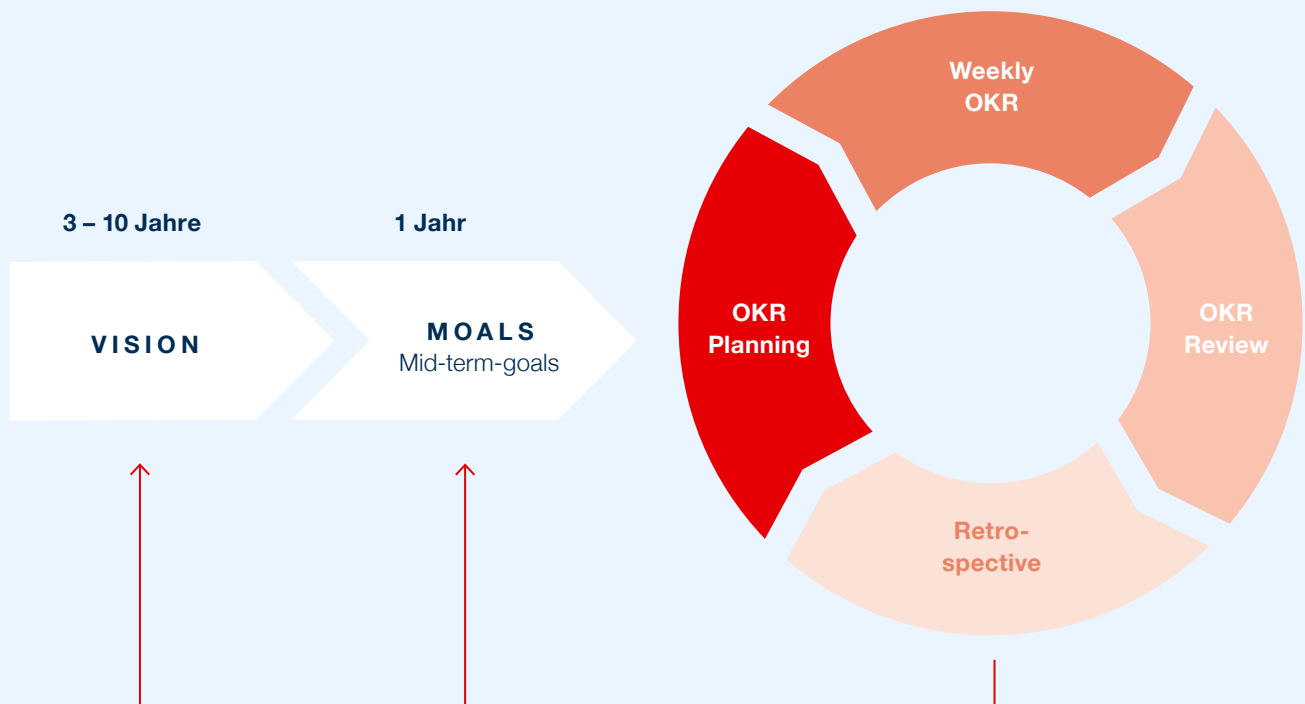 3 – 10 Jahre
VISION
1 Jahr
MOALS
Mid-term-goals
OKR
Planning
Weekly
OKR
OKR
Review
Retro-
spective